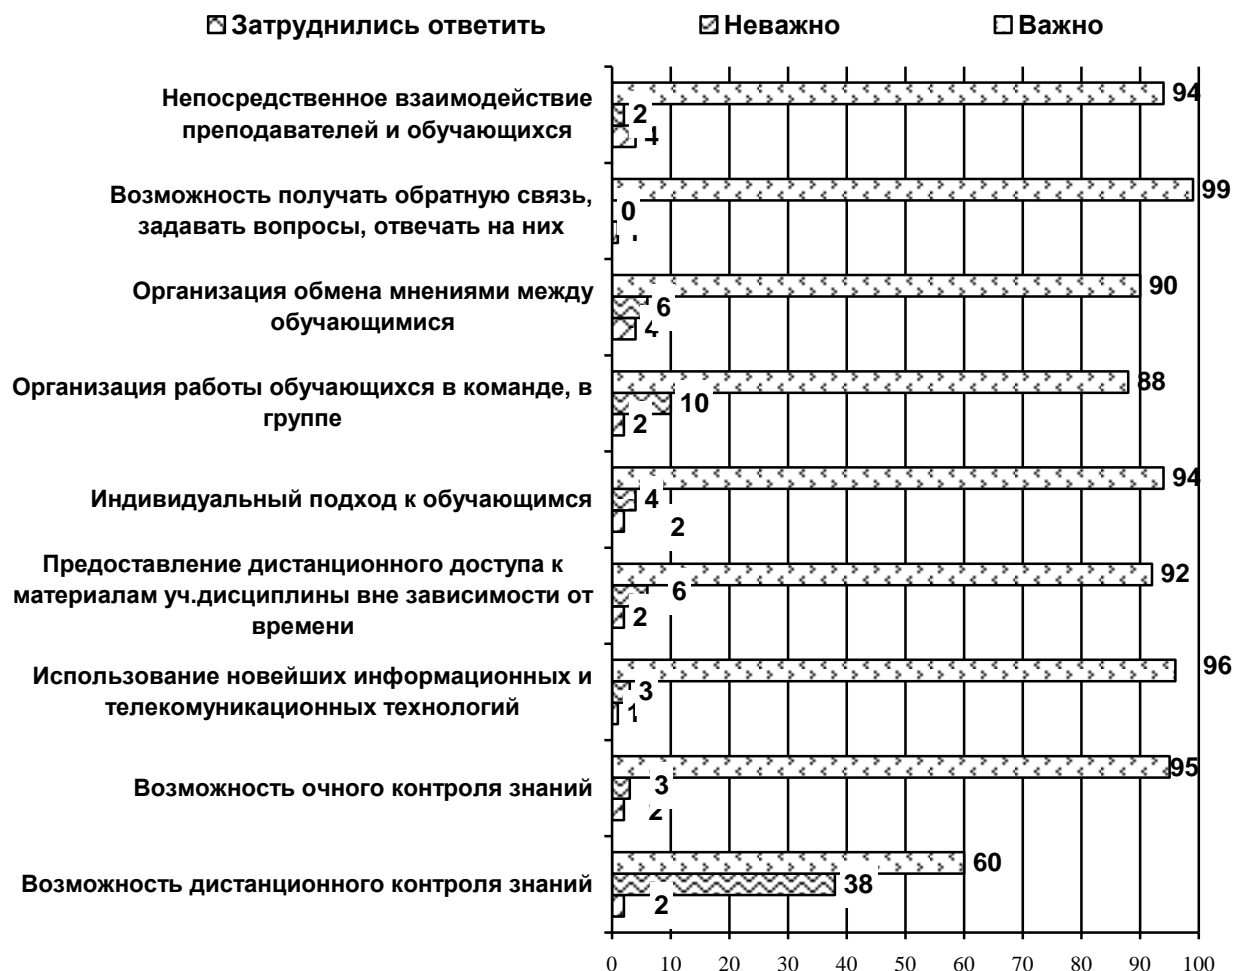 Затруднились ответить Неважно Важно
Непосредственное взаимодействие
преподавателей и обучающихся
94
2
4
Возможность получать обратную связь,
задавать вопросы, отвечать на них
99
0
Организация обмена мнениями между
обучающимися
90
6
4
Организация работы обучающихся в команде, в
группе
88
10
2
Индивидуальный подход к обучающимся
94
4
2
Предоставление дистанционного доступа к
материалам уч.дисциплины вне зависимости от
времени
92
6
2
Использование новейших информационных и
телекомуникационных технологий
96
3
1
Возможность очного контроля знаний
95
3
2
Возможность дистанционного контроля знаний
60
38
2
0 10 20 30 40 50 60 70 80 90 100